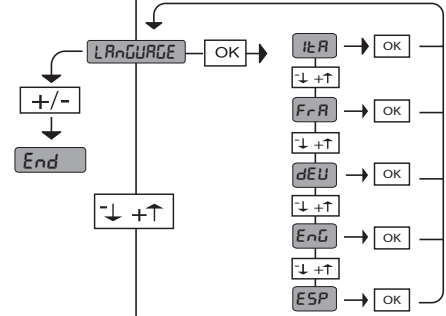 LAnGUAGE
OK
+/-
End
-↓ +↑
ItA
OK
-↓ +↑
FrA
OK
-↓ +↑
dEU
OK
-↓ +↑
EnG
OK
-↓ +↑
ESP
OK